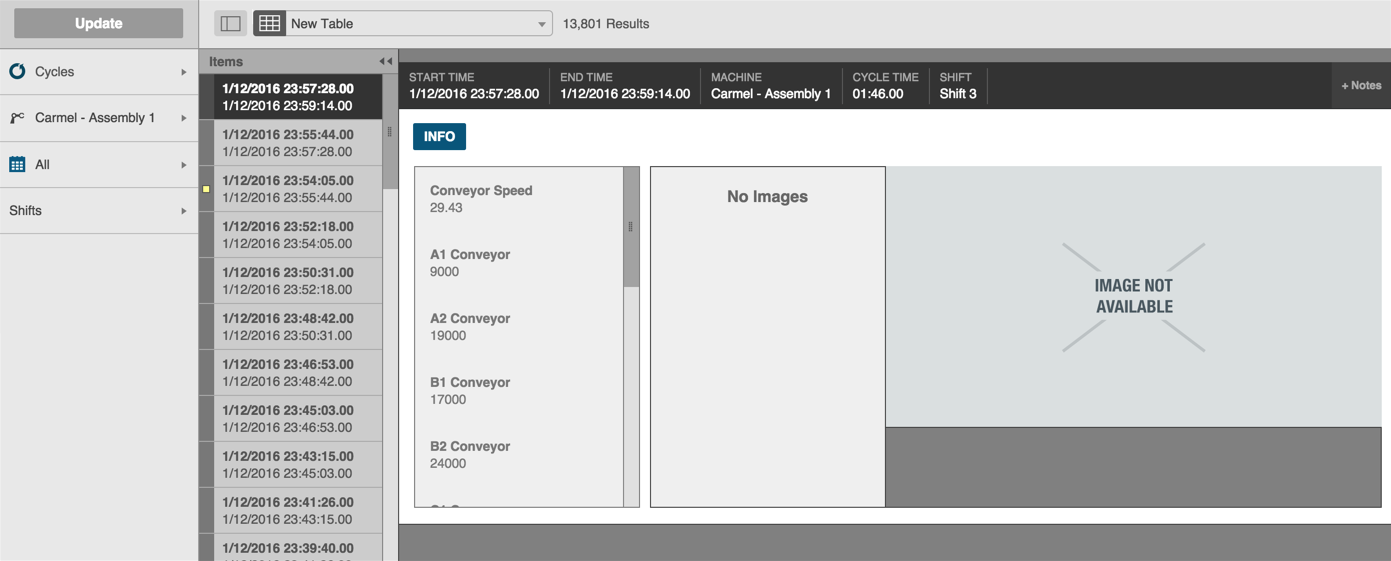 Update
New Table
13,801 Results
Cycles
Carmel - Assembly 1
All
Shifts
Items
1/12/2016 23:57:28.00
1/12/2016 23:59:14.00
1/12/2016 23:55:44.00
1/12/2016 23:57:28.00
1/12/2016 23:54:05.00
1/12/2016 23:55:44.00
1/12/2016 23:52:18.00
1/12/2016 23:54:05.00
1/12/2016 23:50:31.00
1/12/2016 23:52:18.00
1/12/2016 23:48:42.00
1/12/2016 23:50:31.00
1/12/2016 23:46:53.00
1/12/2016 23:48:42.00
1/12/2016 23:45:03.00
1/12/2016 23:46:53.00
1/12/2016 23:43:15.00
1/12/2016 23:45:03.00
1/12/2016 23:41:26.00
1/12/2016 23:43:15.00
1/12/2016 23:39:40.00
START TIME
1/12/2016 23:57:28.00
END TIME
1/12/2016 23:59:14.00
MACHINE
Carmel - Assembly 1
CYCLE TIME
01:46.00
SHIFT
Shift 3
+ Notes
INFO
Conveyor Speed
29.43
A1 Conveyor
9000
A2 Conveyor
19000
B1 Conveyor
17000
B2 Conveyor
24000
No Images
IMAGE NOT
AVAILABLE